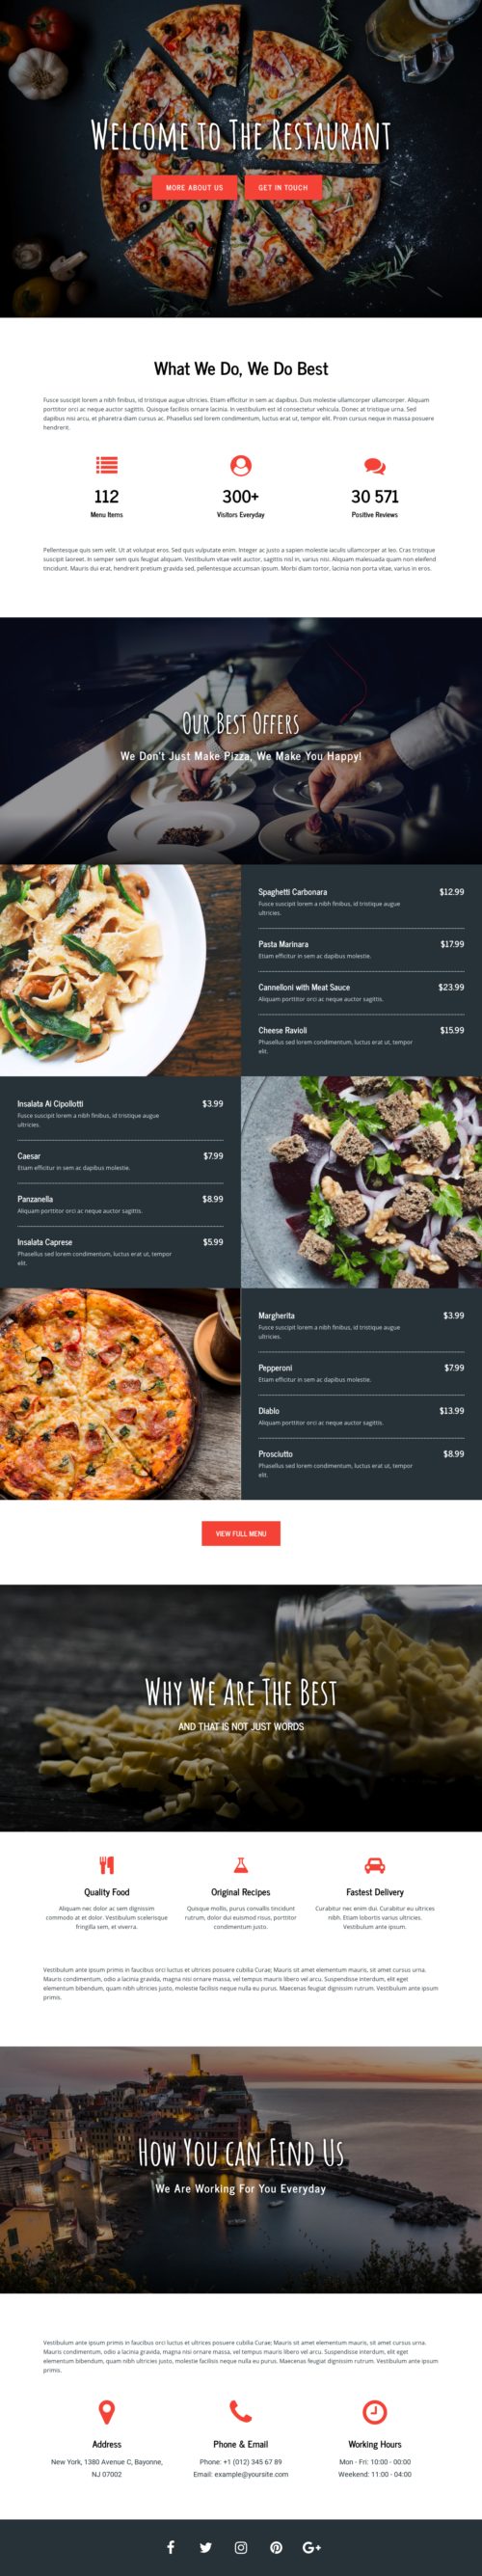 WELCOME TO THE RESTAURANT
MORE ABOUT US
GET IN TOUCH
What We Do, We Do Best
Fusce suscipit lorem a nibh finibus, id tristique augue ultricies. Etiam efficitur in sem ac dapibus. Duis molestie ullamcorper ullamcorper. Aliquam
porttitor orci ac neque auctor sagittis. Quisque facilisis ornare lacinia. In vestibulum est id consectetur vehicula. Donec at tristique urna. Sed
dapibus nisi arcu, et pharetra diam cursus ac. Phasellus sed lorem condimentum, luctus erat ut, tempor elit. Proin cursus neque in massa posuere
hendrerit.
112
Menu Items
300+
Visitors Everyday
30 571
Positive Reviews
Pellentesque quis sem velit. Ut at volutpat eros. Sed quis vulputate enim. Integer ac justo a sapien molestie iaculis ullamcorper at leo. Cras tristique
suscipit laoreet. In semper sem quis feugiat aliquam. Vestibulum vitae velit auctor, sagittis nisl in, varius nisi. Aliquam malesuada quam non eleifend
tincidunt. Mauris dui erat, hendrerit pretium gravida sed, pellentesque accumsan ipsum. Morbi diam tortor, lacinia non porta vitae, varius in eros.
OUR BEST OFFERS
We Don't Just Make Pizza, We Make You Happy!
Spaghetti Carbonara $12.99
Fusce suscipit lorem a nibh finibus, id tristique augue
ultricies.
Pasta Marinara $17.99
Etiam efficitur in sem ac dapibus molestie.
Cannelloni with Meat Sauce $23.99
Aliquam porttitor orci ac neque auctor sagittis.
Cheese Ravioli $15.99
Phasellus sed lorem condimentum, luctus erat ut, tempor
elit.
Insalata Ai Cipollotti $3.99
Fusce suscipit lorem a nibh finibus, id tristique augue
ultricies.
Caesar $7.99
Etiam efficitur in sem ac dapibus molestie.
Panzanella $8.99
Aliquam porttitor orci ac neque auctor sagittis.
Insalata Caprese $5.99
Phasellus sed lorem condimentum, luctus erat ut, tempor
elit.
Margherita $3.99
Fusce suscipit lorem a nibh finibus, id tristique augue
ultricies.
Pepperoni $7.99
Etiam efficitur in sem ac dapibus molestie.
Diablo $13.99
Aliquam porttitor orci ac neque auctor sagittis.
Prosciutto $8.99
Phasellus sed lorem condimentum, luctus erat ut, tempor
elit.
VIEW FULL MENU
WHY WE ARE THE BEST
AND THAT IS NOT JUST WORDS
Quality Food
Aliquam nec dolor ac sem dignissim
commodo at et dolor. Vestibulum scelerisque
fringilla sem, et viverra.
Original Recipes
Quisque mollis, purus convallis tincidunt
rutrum, dolor dui euismod risus, porttitor
condimentum justo.
Fastest Delivery
Curabitur nec enim dui. Curabitur eu ultrices
nibh. Etiam lobortis varius ultricies.
Vestibulum ante ipsum.
Vestibulum ante ipsum primis in faucibus orci luctus et ultrices posuere cubilia Curae; Mauris sit amet elementum mauris, sit amet cursus urna.
Mauris condimentum, odio a lacinia gravida, magna nisi ornare massa, vel tempus mauris libero vel arcu. Suspendisse interdum, elit eget
elementum bibendum, quam nibh ultricies justo, molestie facilisis neque nulla eu purus. Maecenas feugiat dignissim rutrum. Vestibulum ante ipsum
primis.
HOW YOU CAN FIND US
We Are Working For You Everyday
Vestibulum ante ipsum primis in faucibus orci luctus et ultrices posuere cubilia Curae; Mauris sit amet elementum mauris, sit amet cursus urna.
Mauris condimentum, odio a lacinia gravida, magna nisi ornare massa, vel tempus mauris libero vel arcu. Suspendisse interdum, elit eget
elementum bibendum, quam nibh ultricies justo, molestie facilisis neque nulla eu purus. Maecenas feugiat dignissim rutrum. Vestibulum ante ipsum
primis.
Address
New York, 1380 Avenue C, Bayonne,
NJ 07002
Phone & Email
Phone: +1 (012) 345 67 89
Email: example@yoursite.com
Working Hours
Mon - Fri: 10:00 - 00:00
Weekend: 11:00 - 04:00